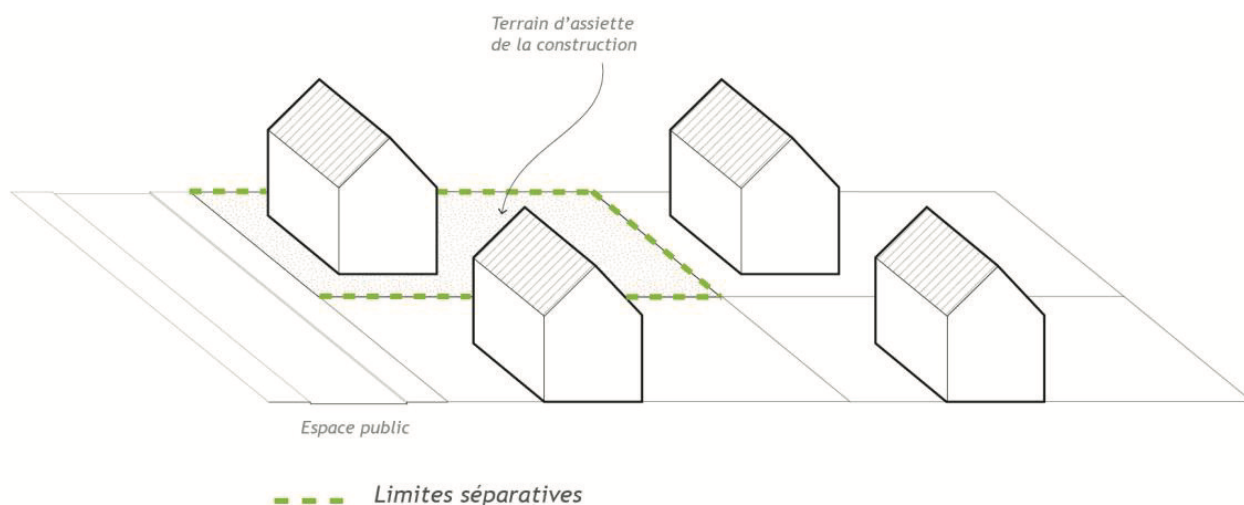 Terrain d'assiette
de la construction
Espace public
Limites séparatives